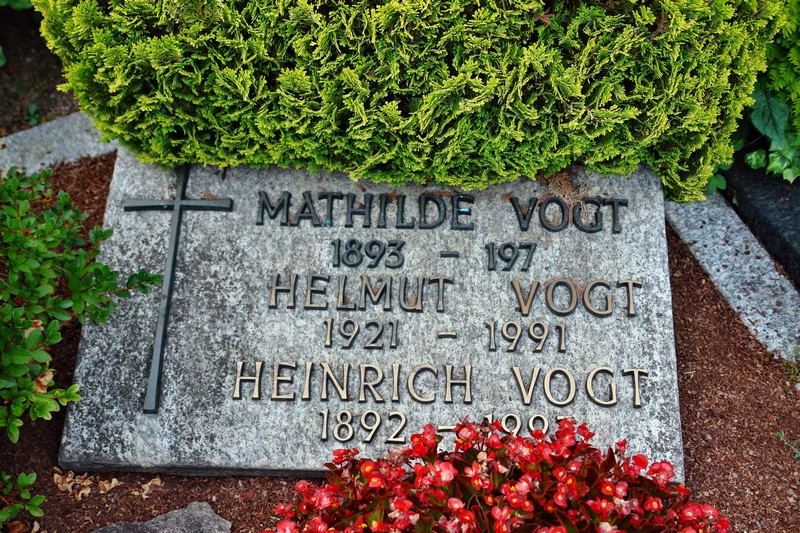 MATHILDE VOGT
1893 - 197
HELMUT VOGT
1921 - 1991
HEINRICH VOGT
1892 -